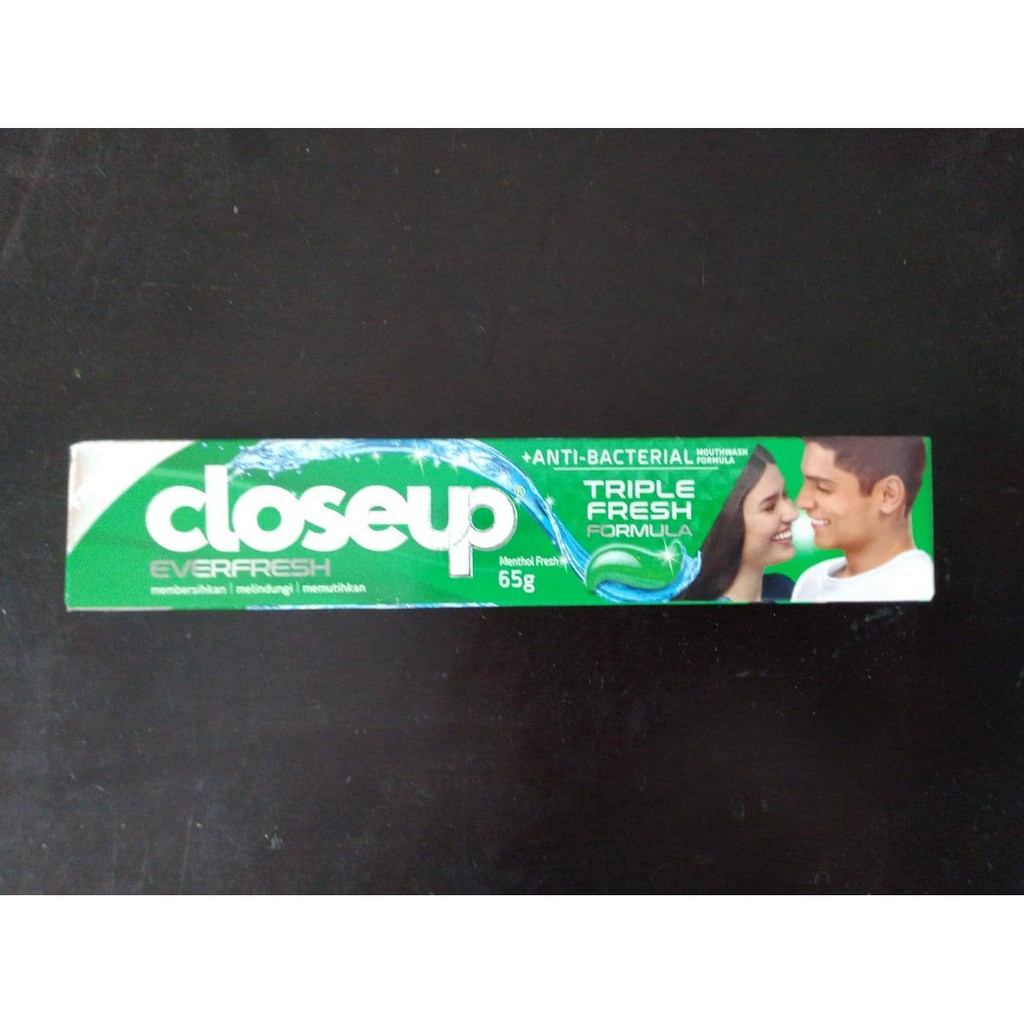 closeup®
EVERFRESH
membersihkan | melindungi | memutihkan
Menthol Fresh
65g
+ANTI-BACTERIAL MOUTHWASH FORMULA
TRIPLE
FRESH
FORMULA